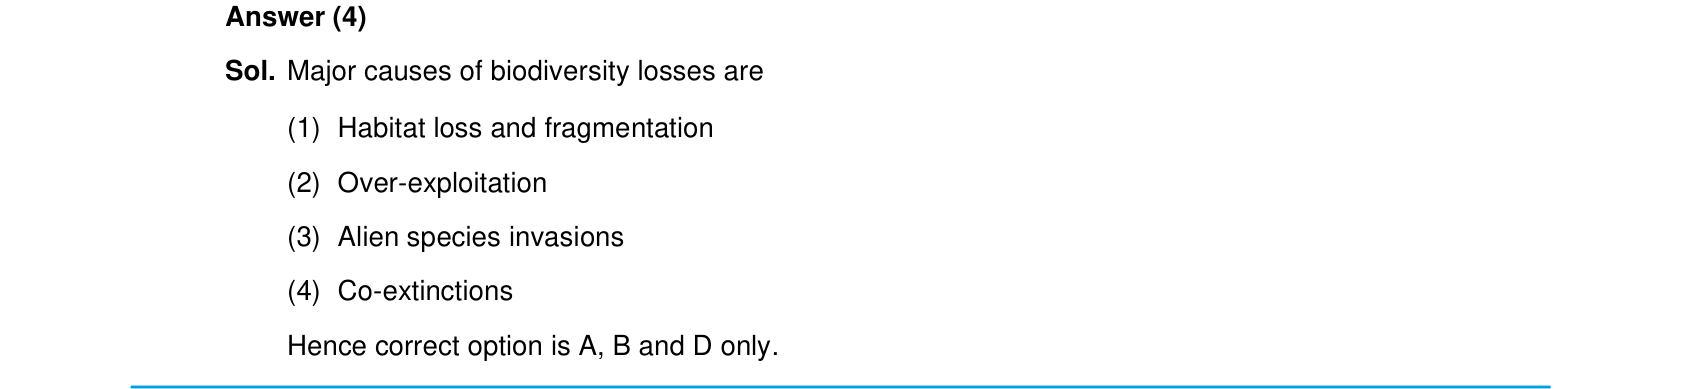 Answer (4)
Sol. Major causes of biodiversity losses are
(1) Habitat loss and fragmentation
(2) Over-exploitation
(3) Alien species invasions
(4) Co-extinctions
Hence correct option is A, B and D only.